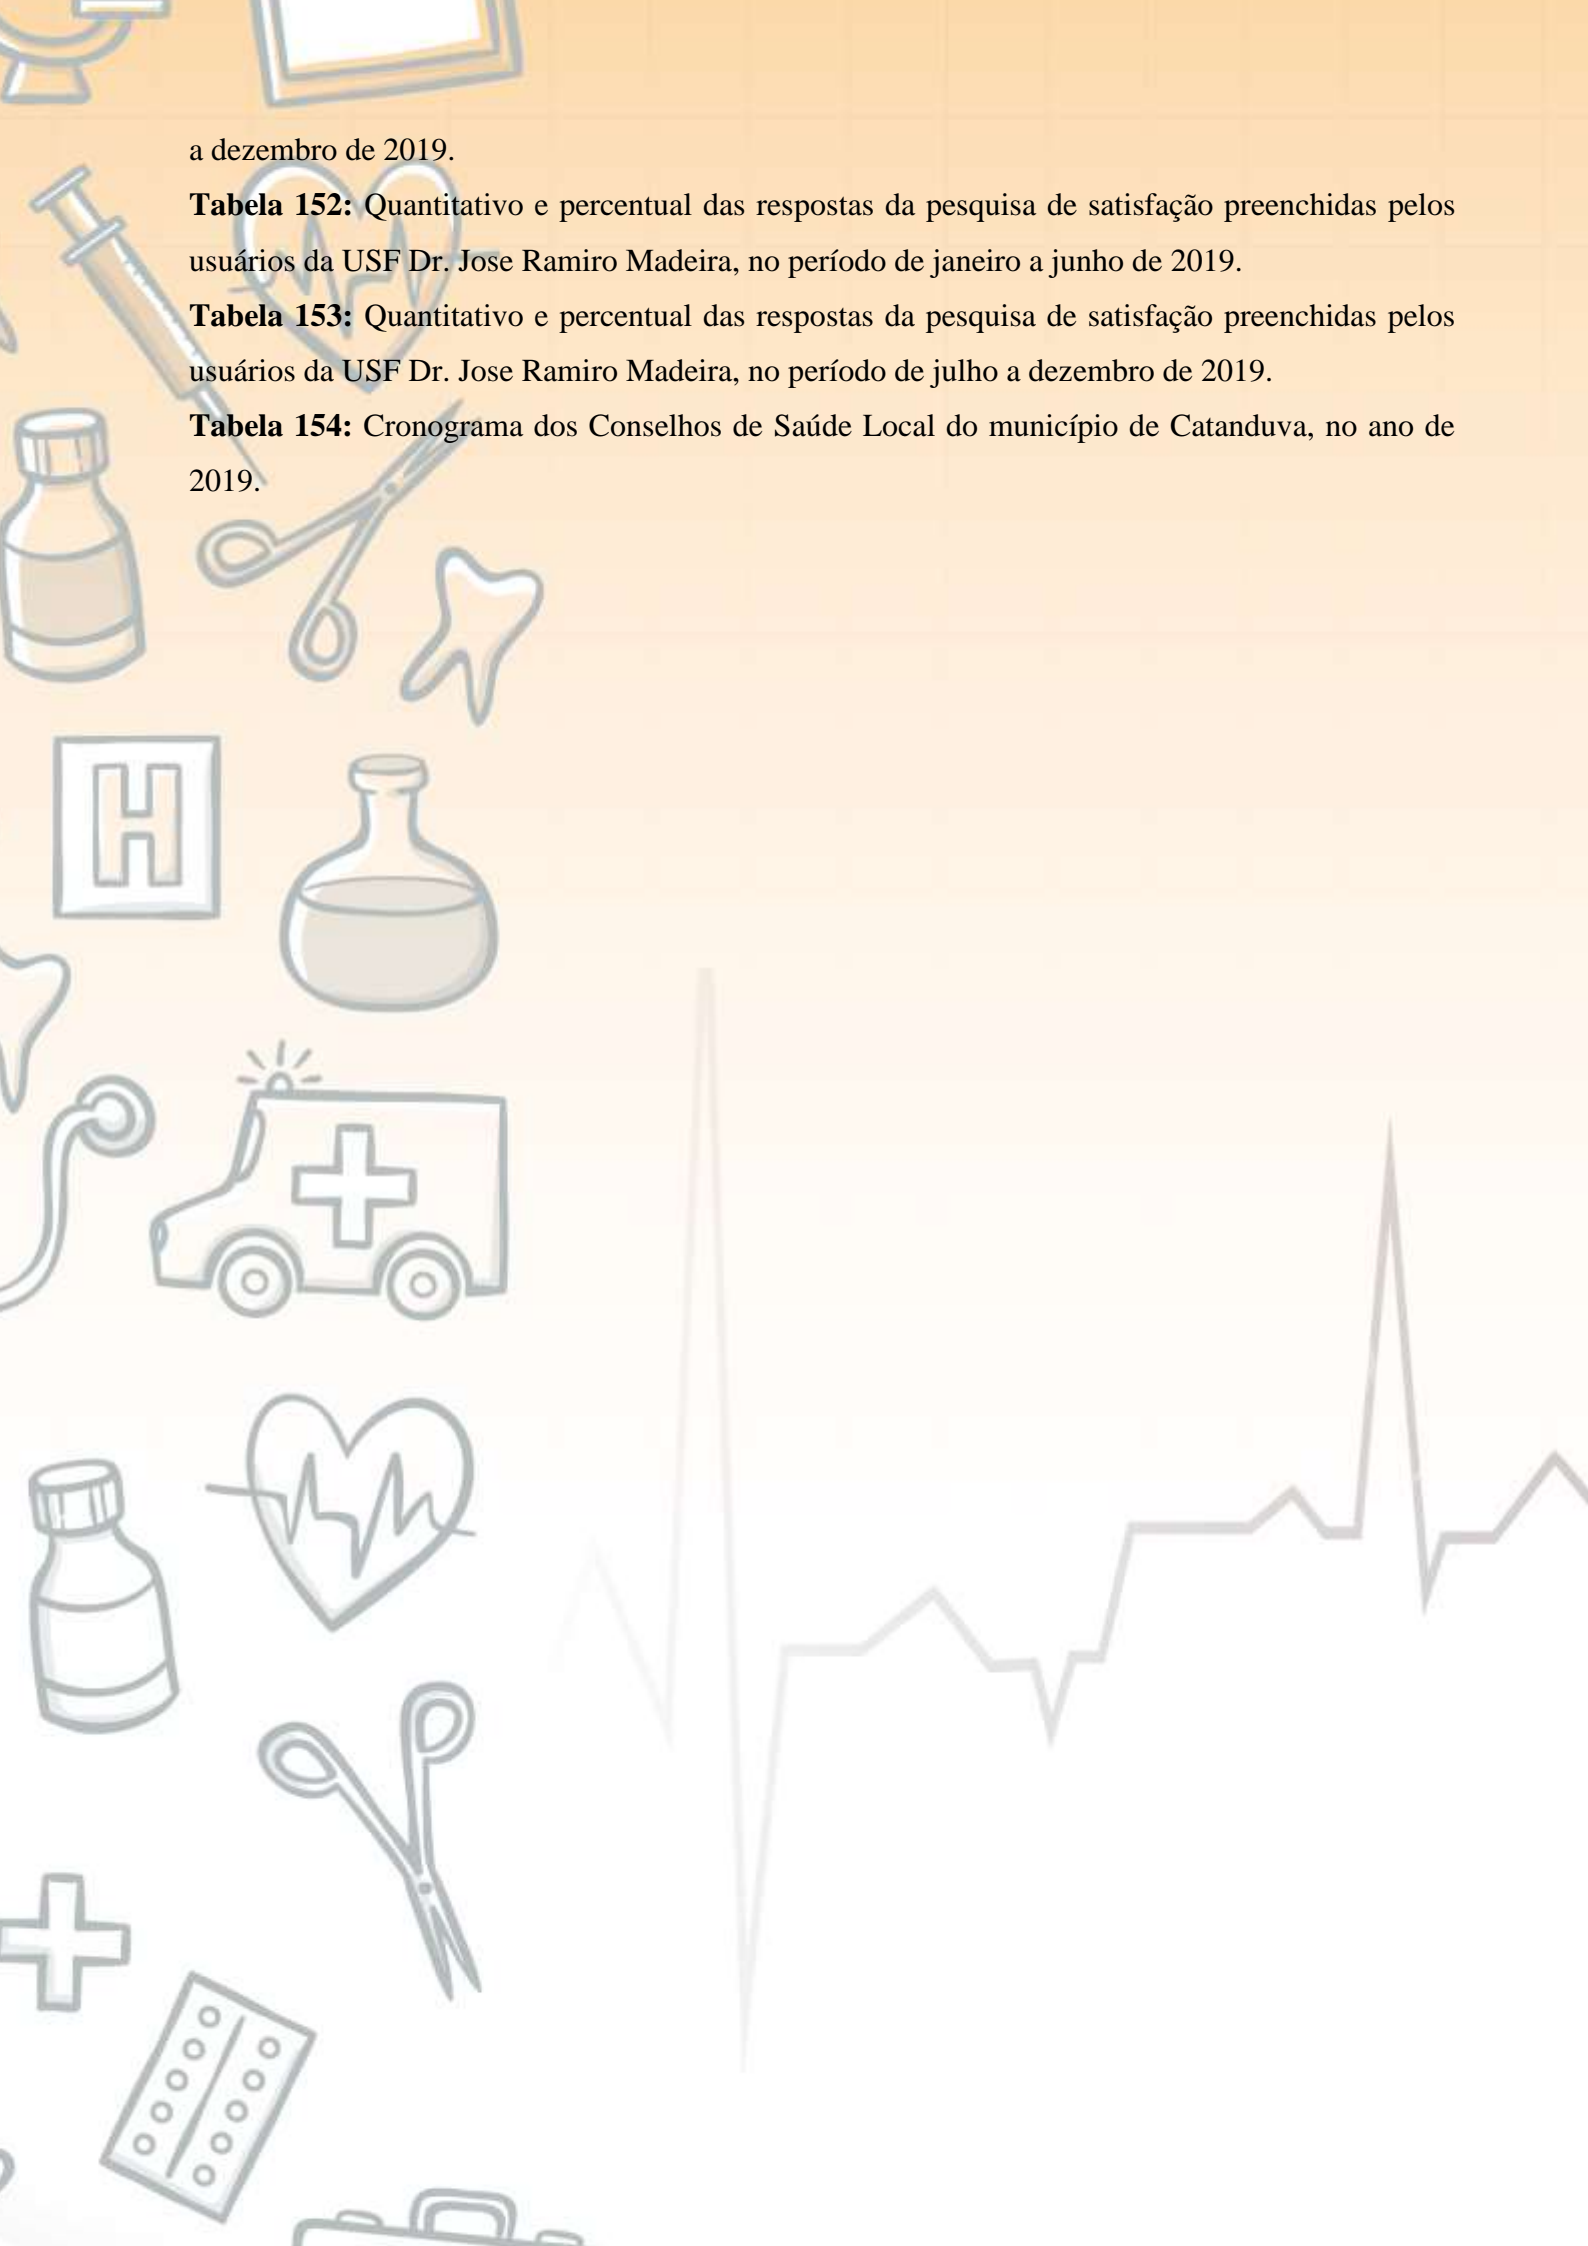 a dezembro de 2019.
Tabela 152: Quantitativo e percentual das respostas da pesquisa de satisfação preenchidas pelos
usuários da USF Dr. Jose Ramiro Madeira, no período de janeiro a junho de 2019.
Tabela 153: Quantitativo e percentual das respostas da pesquisa de satisfação preenchidas pelos
usuários da USF Dr. Jose Ramiro Madeira, no período de julho a dezembro de 2019.
Tabela 154: Cronograma dos Conselhos de Saúde Local do município de Catanduva, no ano de
2019.
H